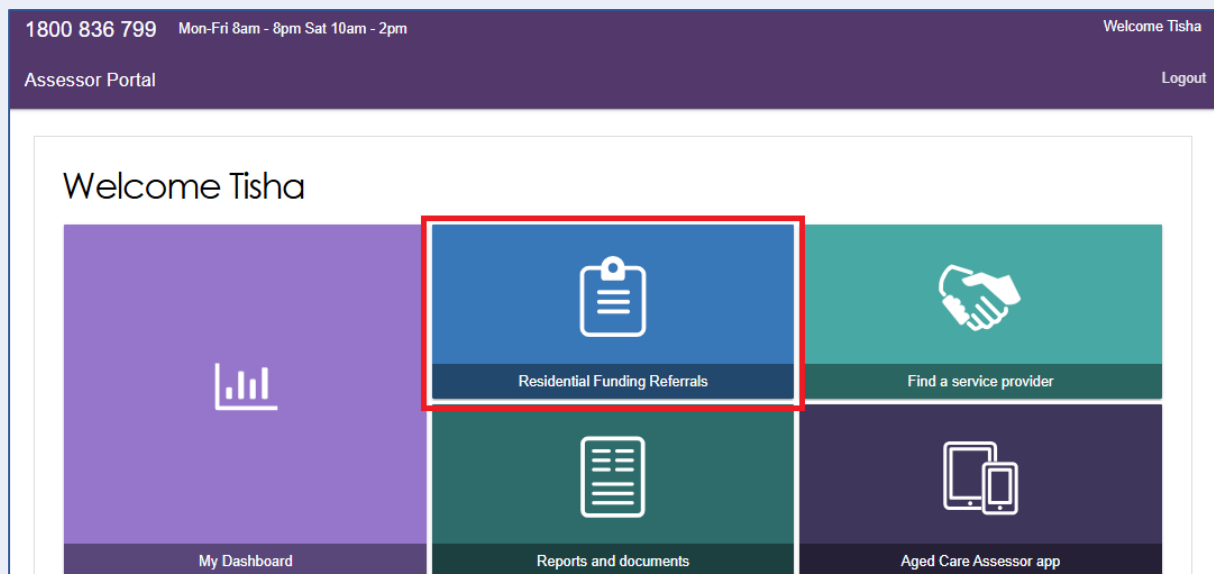 1800 836 799 Mon-Fri 8am - 8pm Sat 10am - 2pm Welcome Tisha
Assessor Portal Logout
Welcome Tisha
Residential Funding Referrals Find a service provider
My Dashboard Reports and documents Aged Care Assessor app